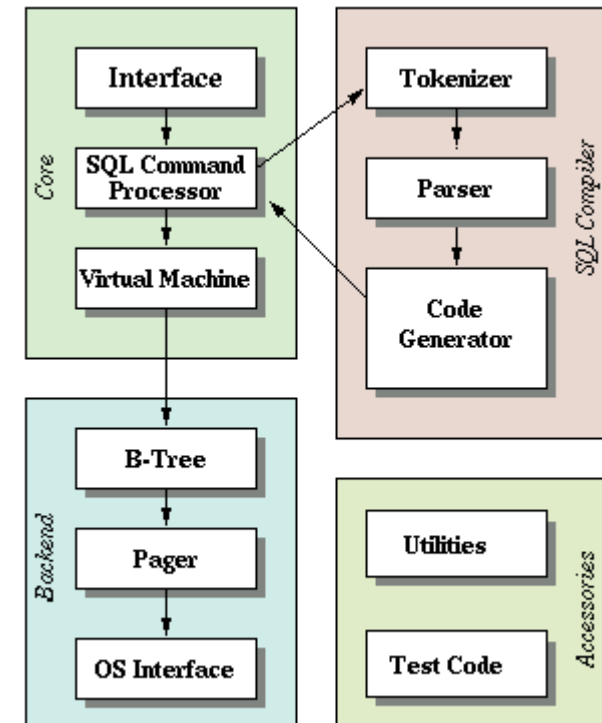 Core
Interface
SQL Command
Processor
Virtual Machine
SQL Compiler
Tokenizer
Parser
Code
Generator
Backend
B-Tree
Pager
OS Interface
Accessories
Utilities
Test Code